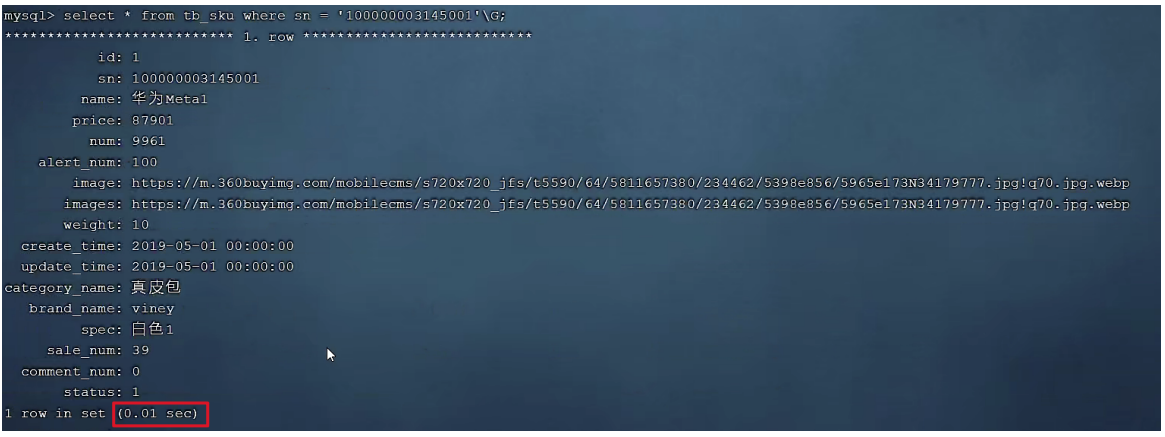 mysql> select * from tb_sku where sn = '100000003145001'\G;
*************************** 1. row ***************************
id: 1
sn: 100000003145001
name: 华为Meta1
price: 87901
num: 9961
alert_num: 100
image: https://m.360buyimg.com/mobilecms/s720x720_jfs/t5590/64/5811657380/234462/5398e856/5965e173N34179777.jpg!q70.jpg.webp
images: https://m.360buyimg.com/mobilecms/s720x720_jfs/t5590/64/5811657380/234462/5398e856/5965e173N34179777.jpg!q70.jpg.webp
weight: 10
create_time: 2019-05-01 00:00:00
update_time: 2019-05-01 00:00:00
category_name: 真皮包
brand_name: viney
spec: 白色1
sale_num: 39
comment_num: 0
status: 1
1 row in set (0.01 sec)